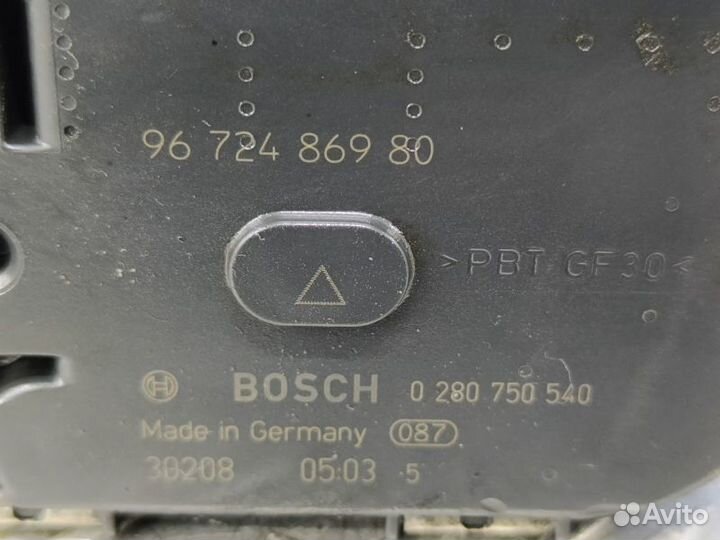 96 724 869 80
>PBT GF30<
BOSCH 0 280 750 540
Made in Germany 087
30208 05:03 5
Avito